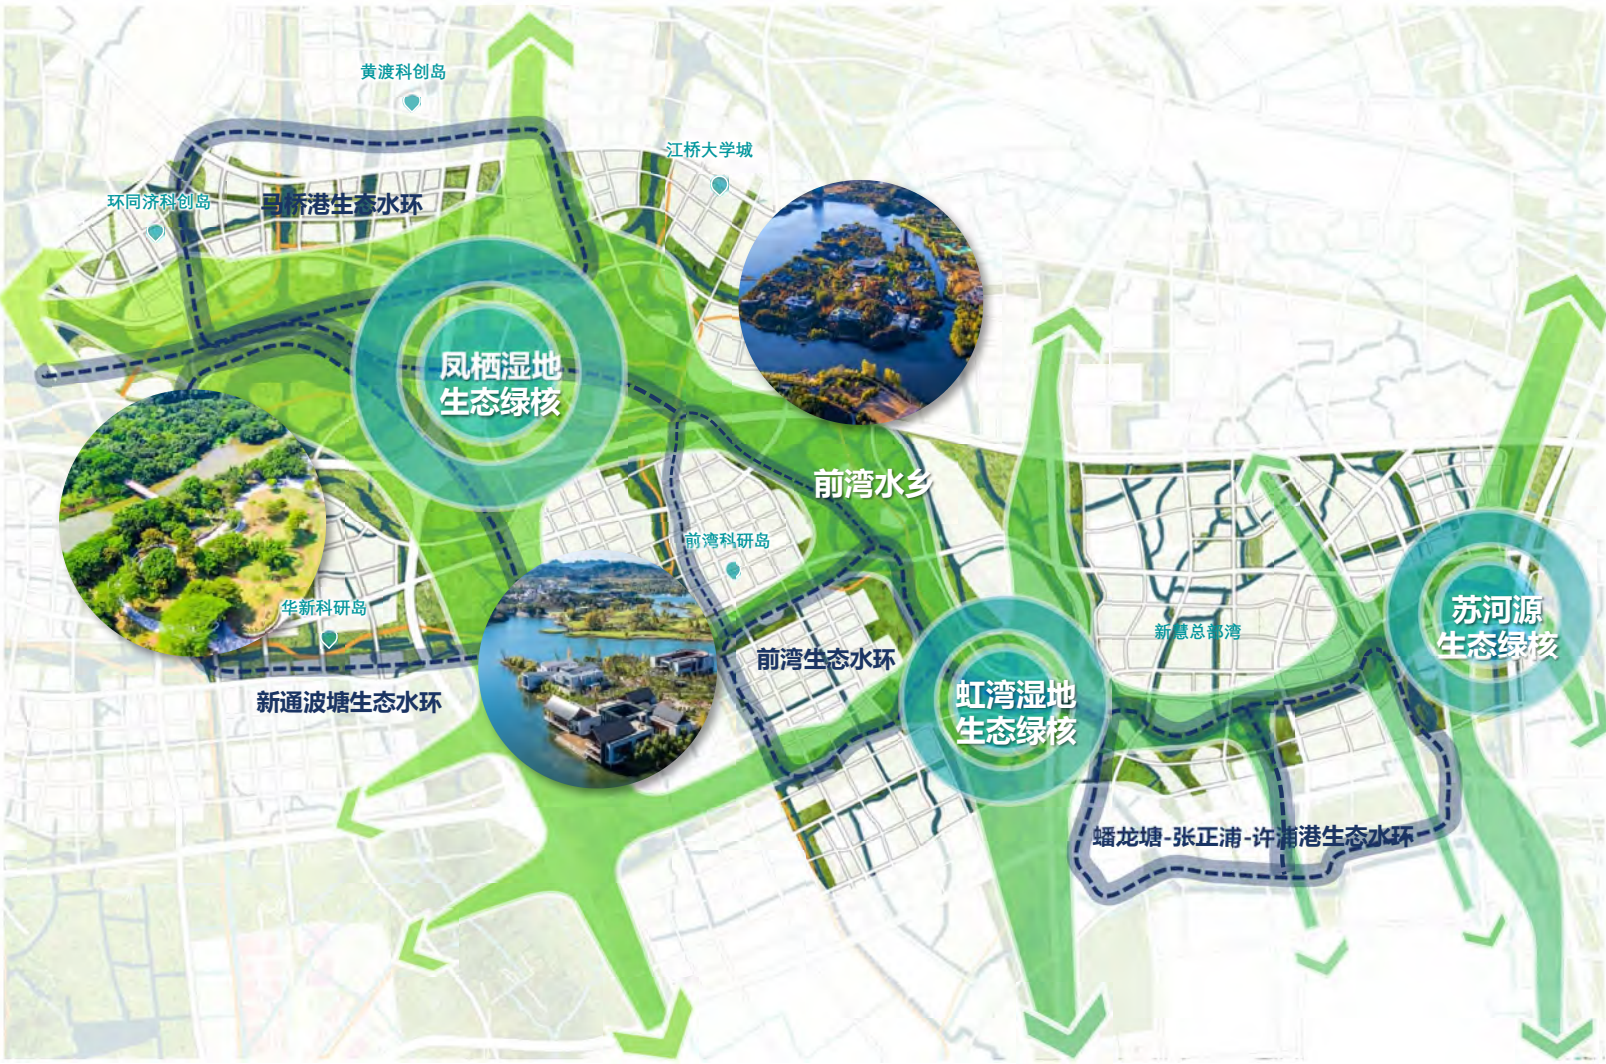 黄渡科创岛
江桥大学城
环同济科创岛
马桥港生态水环
凤栖湿地
生态绿核
前湾水乡
前湾科研岛
华新科研岛
苏河源
生态绿核
新慧总部湾
前湾生态水环
新通波塘生态水环
虹湾湿地
生态绿核
蟠龙塘-张正浦-许浦港生态水环